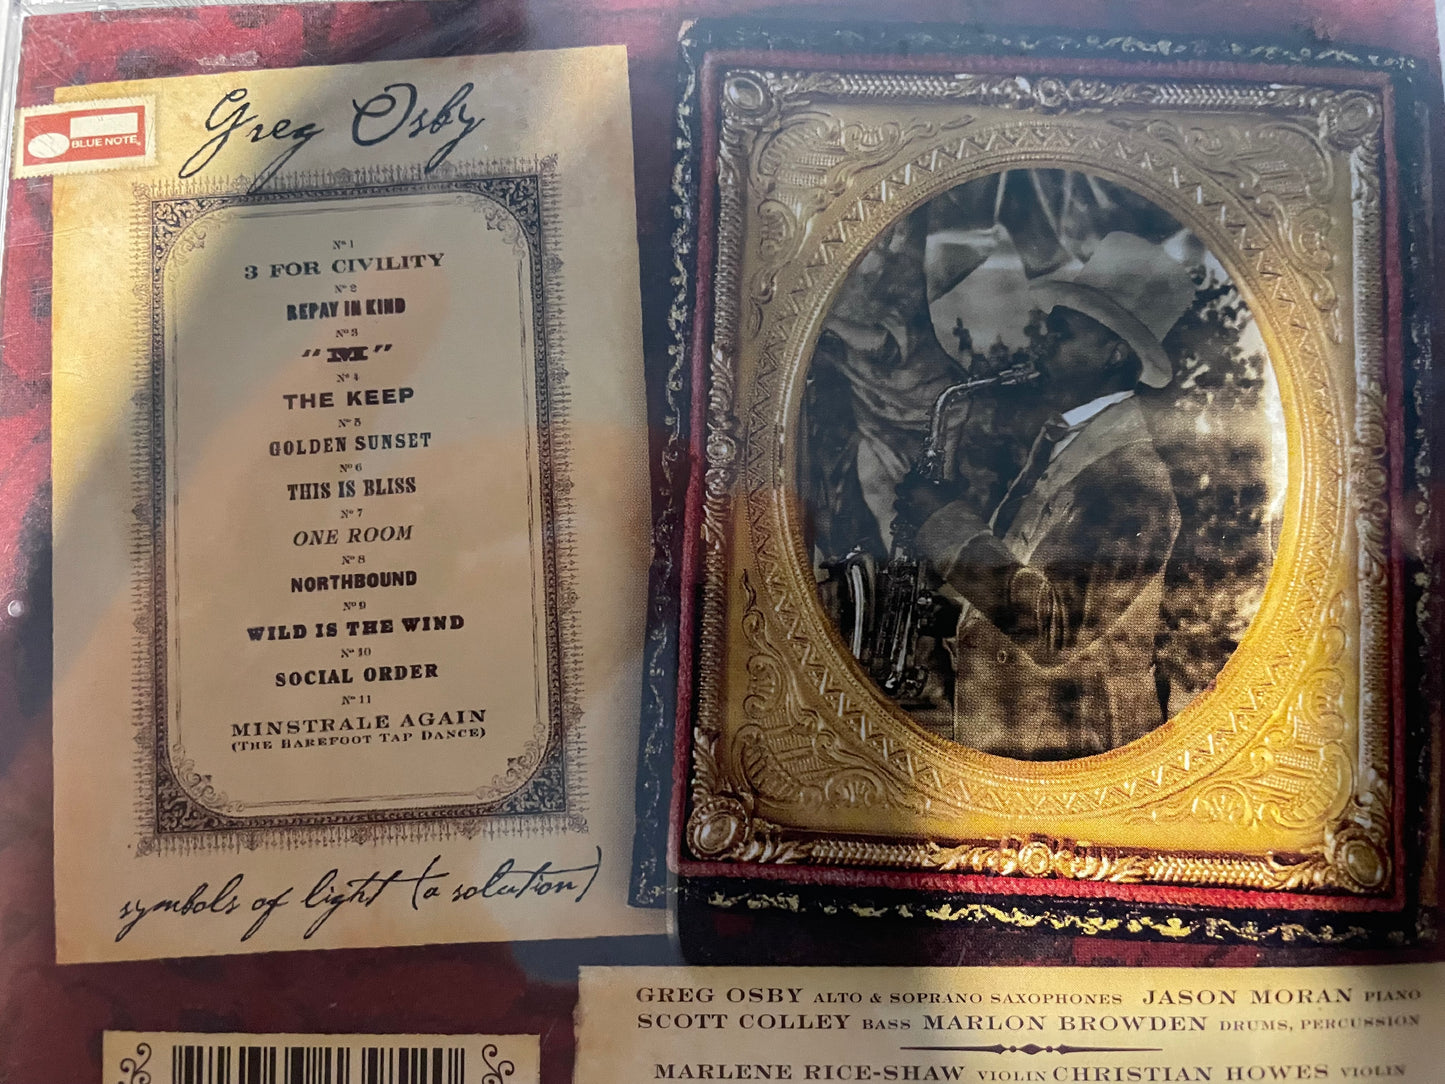 BLUE NOTE
Greg Osby
Nº 1
3 FOR CIVILITY
Nº 2
REPAY IN KIND
Nº 3
"M"
Nº 4
THE KEEP
Nº 5
GOLDEN SUNSET
Nº 6
THIS IS BLISS
Nº 7
ONE ROOM
Nº 8
NORTHBOUND
Nº 9
WILD IS THE WIND
Nº 10
SOCIAL ORDER
Nº 11
MINSTRALE AGAIN
(THE BAREFOOT TAP DANCE)
symbols of light (a solution)
GREG OSBY ALTO & SOPRANO SAXOPHONES JASON MORAN PIANO
SCOTT COLLEY BASS MARLON BROWDEN DRUMS, PERCUSSION
MARLENE RICE-SHAW VIOLIN CHRISTIAN HOWES VIOLIN